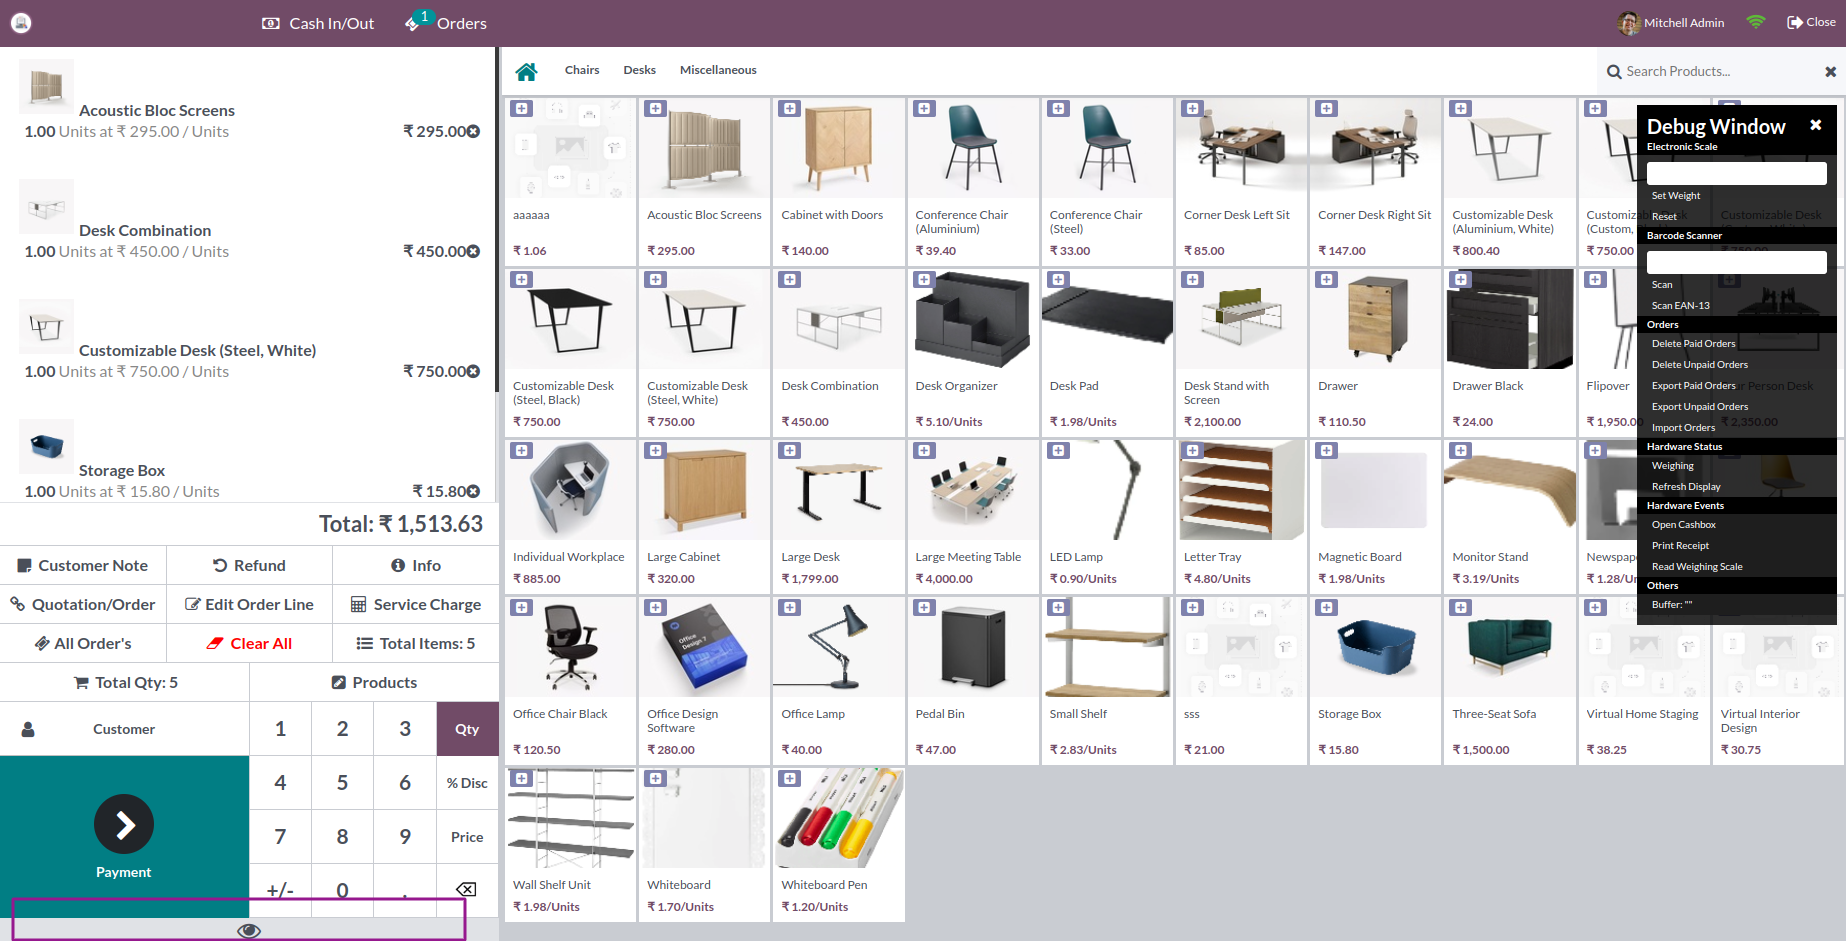 Cash In/Out
1
Orders
Mitchell Admin
Close
Acoustic Bloc Screens
1.00 Units at ₹ 295.00 / Units
₹ 295.00
Desk Combination
1.00 Units at ₹ 450.00 / Units
₹ 450.00
Customizable Desk (Steel, White)
1.00 Units at ₹ 750.00 / Units
₹ 750.00
Storage Box
1.00 Units at ₹ 15.80 / Units
₹ 15.80
Total: ₹ 1,513.63
Customer Note
Refund
Info
Quotation/Order
Edit Order Line
Service Charge
All Order's
Clear All
Total Items: 5
Total Qty: 5
Products
Customer
1
2
3
Qty
4
5
6
% Disc
7
8
9
Price
+/-
0
.
Payment
Chairs
Desks
Miscellaneous
Search Products...
aaaaaa
₹ 1.06
Acoustic Bloc Screens
₹ 295.00
Cabinet with Doors
₹ 140.00
Conference Chair
(Aluminium)
₹ 39.40
Conference Chair
(Steel)
₹ 33.00
Corner Desk Left Sit
₹ 85.00
Corner Desk Right Sit
₹ 147.00
Customizable Desk
(Aluminium, White)
₹ 800.40
(Custom,
₹ 750.00
Customizable Desk
(Steel, Black)
₹ 750.00
Customizable Desk
(Steel, White)
₹ 750.00
Desk Combination
₹ 450.00
Desk Organizer
₹ 5.10/Units
Desk Pad
₹ 1.98/Units
Desk Stand with
Screen
₹ 2,100.00
Drawer
₹ 110.50
Drawer Black
₹ 24.00
Flipover
₹ 1,950.00
Person Desk
₹ 2,350.00
Individual Workplace
₹ 885.00
Large Cabinet
₹ 320.00
Large Desk
₹ 1,799.00
Large Meeting Table
₹ 4,000.00
LED Lamp
₹ 0.90/Units
Letter Tray
₹ 4.80/Units
Magnetic Board
₹ 1.98/Units
Monitor Stand
₹ 3.19/Units
₹ 1.28/
Office Chair Black
₹ 120.50
Office Design
Software
₹ 280.00
Office Lamp
₹ 40.00
Pedal Bin
₹ 47.00
Small Shelf
₹ 2.83/Units
sss
₹ 21.00
Storage Box
₹ 15.80
Three-Seat Sofa
₹ 1,500.00
Virtual Home Staging
₹ 38.25
Virtual Interior
Design
₹ 30.75
Wall Shelf Unit
₹ 1.98/Units
Whiteboard
₹ 1.70/Units
Whiteboard Pen
₹ 1.20/Units
Debug Window
Electronic Scale
Set Weight
Reset
Barcode Scanner
Scan
Scan EAN-13
Orders
Delete Paid Orders
Delete Unpaid Orders
Export Paid Orders
Export Unpaid Orders
Import Orders
Hardware Status
Weighing
Refresh Display
Hardware Events
Open Cashbox
Print Receipt
Read Weighing Scale
Others
Buffer: ""